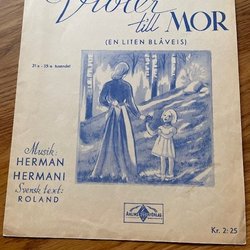 Violer
till MOR
(EN LITEN BLÅVEIS)
Musik:
HERMAN
HERMANI
Svensk text:
ROLAND
Kr. 2:25